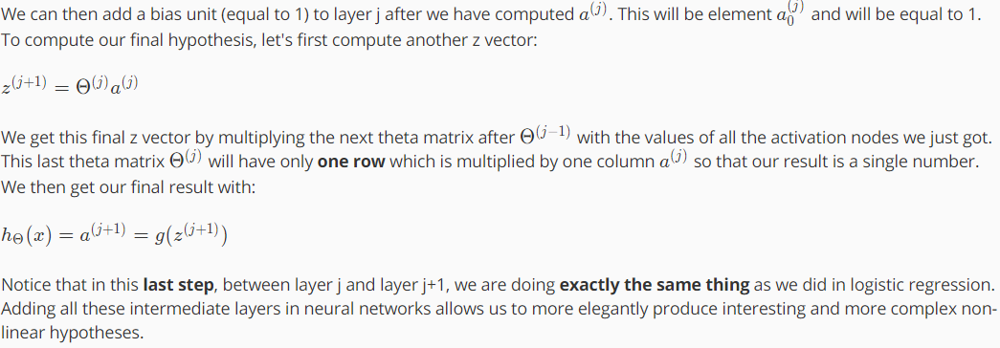 We can then add a bias unit (equal to 1) to layer j after we have computed a^{(j)}. This will be element a_0^{(j)} and will be equal to 1.
To compute our final hypothesis, let's first compute another z vector:
z^{(j+1)} = Θ^{(j)}a^{(j)}
We get this final z vector by multiplying the next theta matrix after Θ^{(j−1)} with the values of all the activation nodes we just got.
This last theta matrix Θ^{(j)} will have only one row which is multiplied by one column a^{(j)} so that our result is a single number.
We then get our final result with:
h_Θ(x) = a^{(j+1)} = g(z^{(j+1)})
Notice that in this last step, between layer j and layer j+1, we are doing exactly the same thing as we did in logistic regression.
Adding all these intermediate layers in neural networks allows us to more elegantly produce interesting and more complex non-
linear hypotheses.